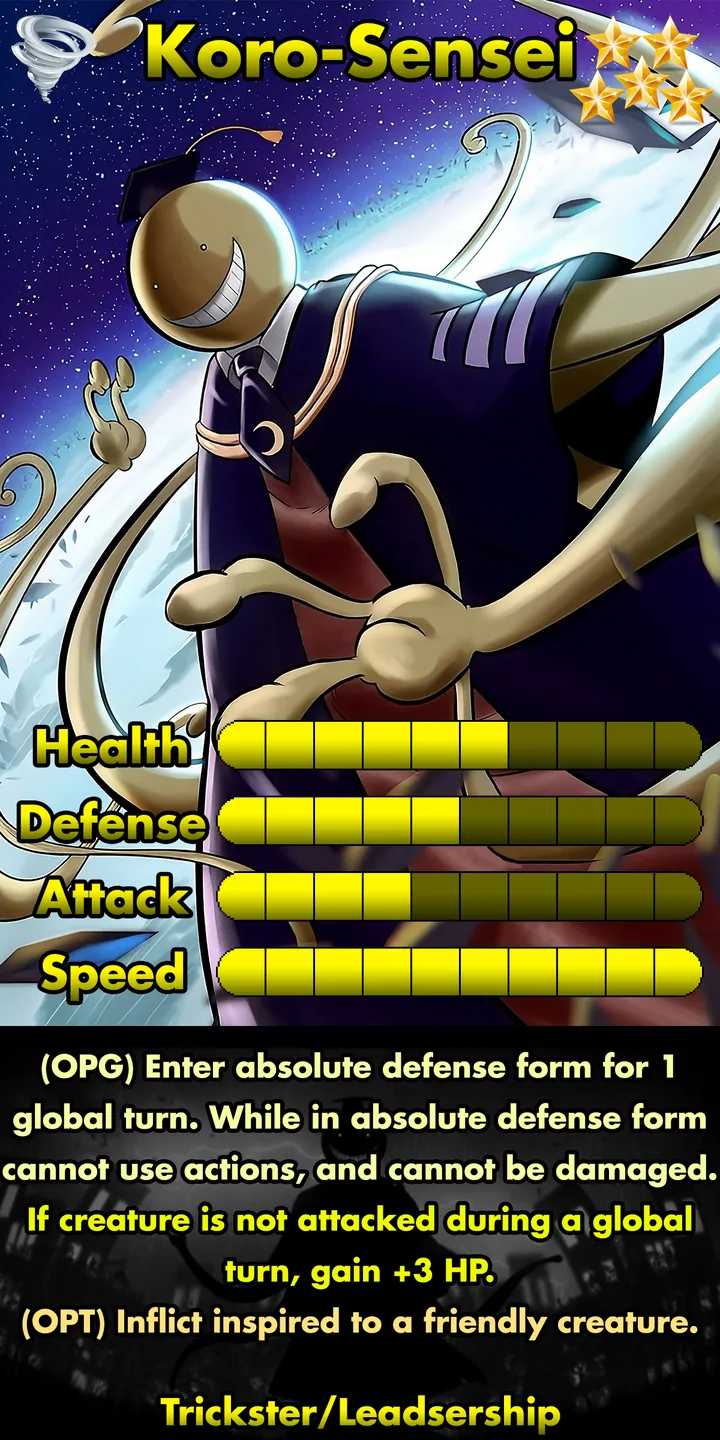 Koro-Sensei
Health
Defense
Attack
Speed
(OPG) Enter absolute defense form for 1
global turn. While in absolute defense form
cannot use actions, and cannot be damaged.
If creature is not attacked during a global
turn, gain +3 HP.
(OPT) Inflict inspired to a friendly creature.
Trickster/Leadsership